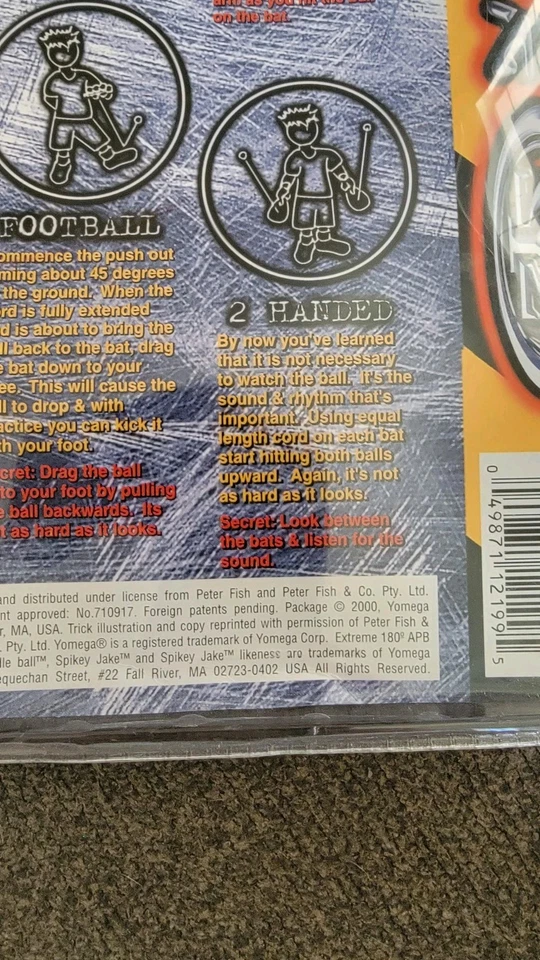 and as you hit the ball
on the bat.
FOOTBALL
ommence the push out
ming about 45 degrees
the ground. When the
rd is fully extended
d is about to bring the
ll back to the bat, drag
e bat down to your
ee. This will cause the
ll to drop & with
actice you can kick it
th your foot.
cret: Drag the ball
to your foot by pulling
e ball backwards. Its
t as hard as it looks.
2 HANDED
By now you've learned
that it is not necessary
to watch the ball. It's the
sound & rhythm that's
important. Using equal
length cord on each bat
start hitting both balls
upward. Again, it's not
as hard as it looks.
Secret: Look between
the bats & listen for the
sound.
and distributed under license from Peter Fish and Peter Fish & Co. Pty. Ltd.
nt approved: No.710917. Foreign patents pending. Package © 2000, Yomega
r, MA, USA. Trick illustration and copy reprinted with permission of Peter Fish &
. Pty. Ltd. Yomega® is a registered trademark of Yomega Corp. Extreme 180º APB
lle ball™, Spikey Jake™ and Spikey Jake™ likeness are trademarks of Yomega
equechan Street, #22 Fall River, MA 02723-0402 USA All Rights Reserved.
0 49871 12199 5